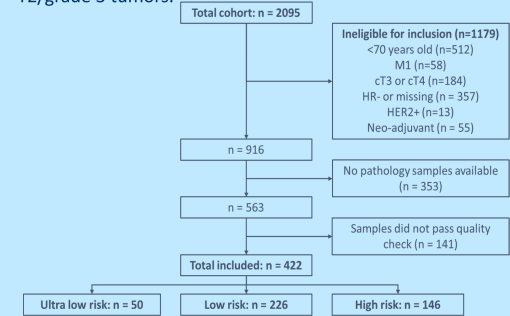 T2/grade 3 tumors.
Total cohort: n = 2095
Ineligible for inclusion (n=1179)
<70 years old (n=512)
M1 (n=58)
cT3 or cT4 (n=184)
HR- or missing (n = 357)
HER2+ (n=13)
Neo-adjuvant (n = 55)
n = 916
No pathology samples available
(n = 353)
n = 563
Samples did not pass quality
check (n = 141)
Total included: n = 422
Ultra low risk: n = 50
Low risk: n = 226
High risk: n = 146